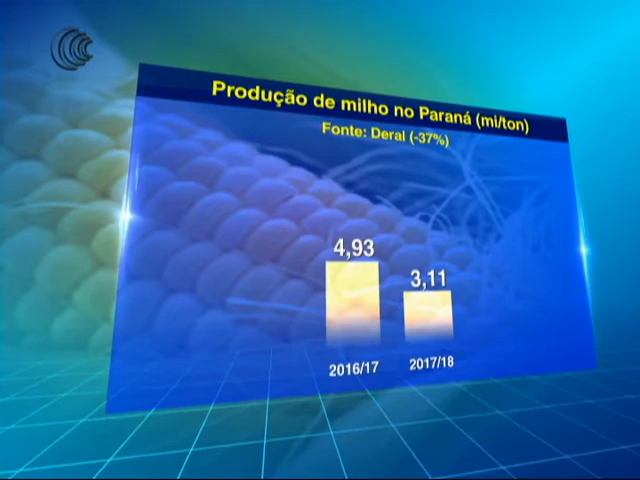 Produção de milho no Paraná (mi/ton)
Fonte: Deral (-37%)
4,93
3,11
2016/17
2017/18